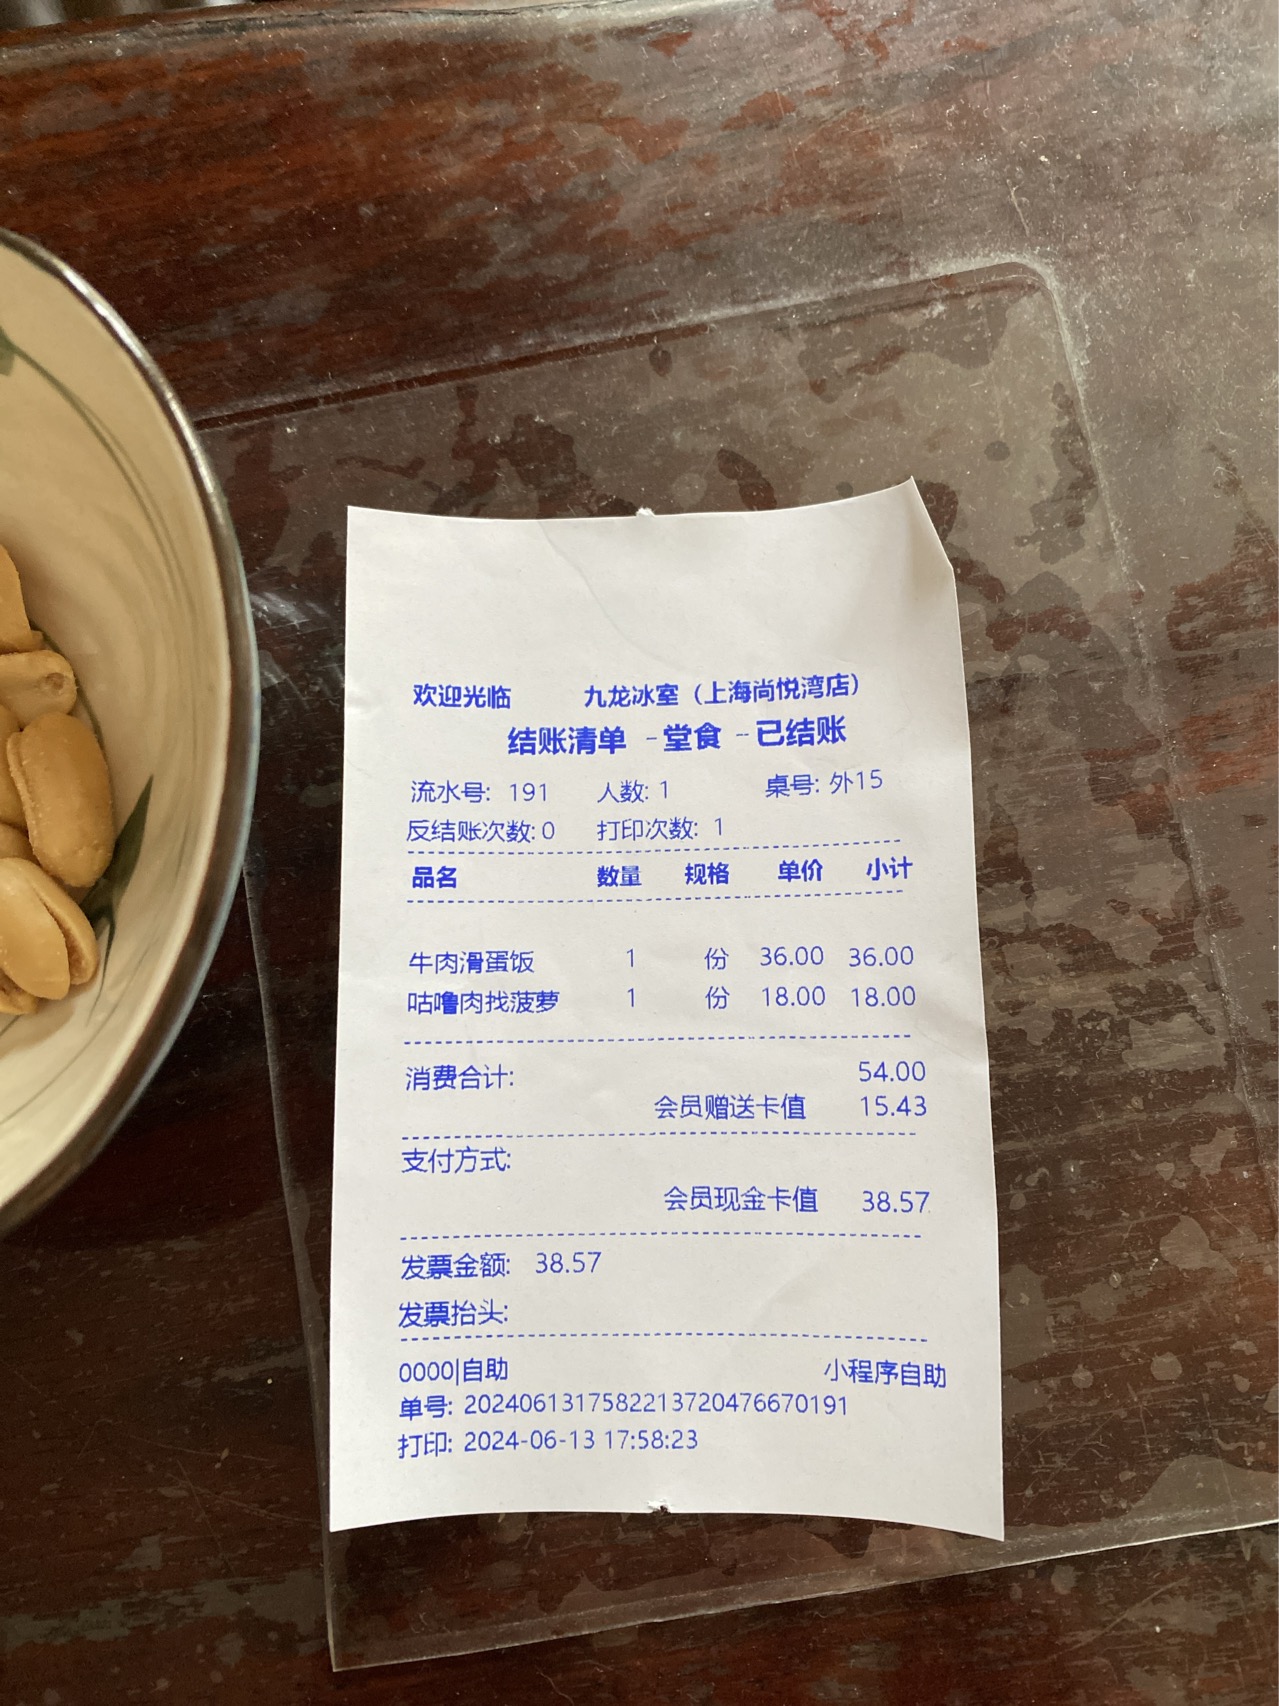 欢迎光临 九龙冰室（上海尚悦湾店）
结账清单 -堂食 -已结账
流水号: 191 人数: 1 桌号: 外15
反结账次数: 0 打印次数: 1
品名 数量 规格 单价 小计
牛肉滑蛋饭 1 份 36.00 36.00
咕噜肉找菠萝 1 份 18.00 18.00
消费合计: 54.00
会员赠送卡值 15.43
支付方式:
会员现金卡值 38.57
发票金额: 38.57
发票抬头:
0000|自助 小程序自助
单号: 20240613175822137204766​70191
打印: 2024-06-13 17:58:23